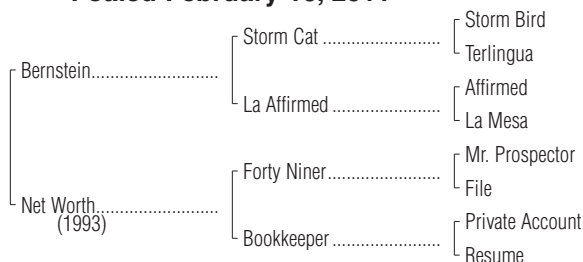 Foaled February
Storm Bird
Storm Cat ............................
Terlingua
Bernstein..............................
Affirmed
La Affirmed ..........................
La Mesa
Mr. Prospector
Forty Niner...........................
File
Net Worth.............................
Private Account
(1993)
Bookkeeper ..........................
Resume